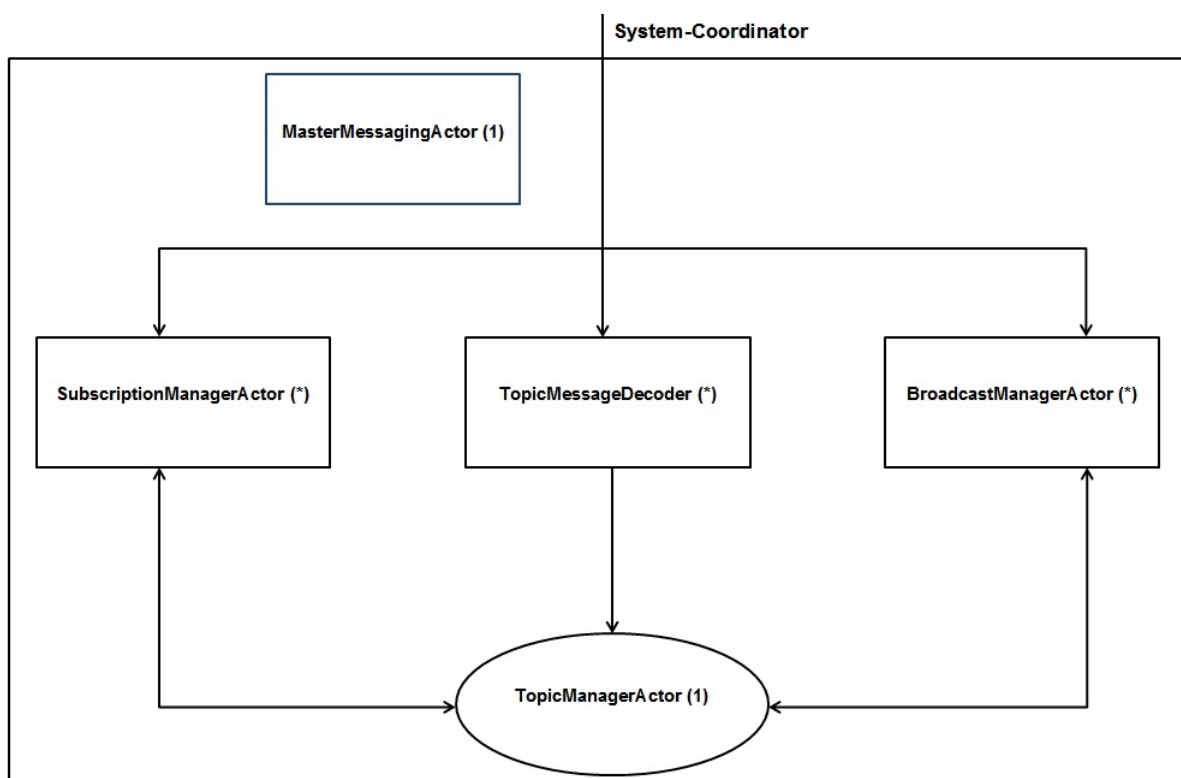 System-Coordinator
MasterMessagingActor (1)
SubscriptionManagerActor (*)
TopicMessageDecoder (*)
BroadcastManagerActor (*)
TopicManagerActor (1)